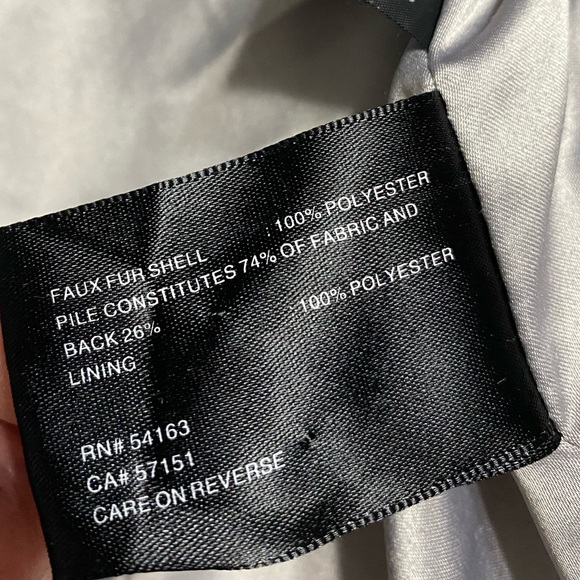 FAUX FUR SHELL : 100% POLYESTER
PILE CONSTITUTES 74% OF FABRIC AND
BACK 26%
LINING : 100% POLYESTER
RN# 54163
CA# 57151
CARE ON REVERSE